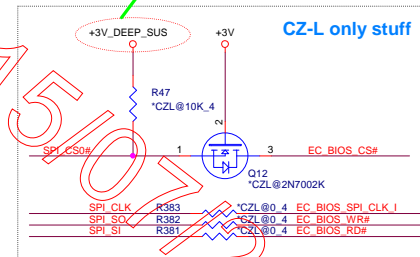 CZ-L only stuff
+3V_DEEP_SUS
+3V
R47
*CZL@10K_4
2
SPI_CS0#
1
3
EC_BIOS_CS#
Q12
*CZL@2N7002K
SPI_CLK R383 *CZL@0_4 EC_BIOS_SPI_CLK_I
SPI_SO R382 *CZL@0_4 EC_BIOS_WR#
SPI_SI R381 *CZL@0_4 EC_BIOS_RD#